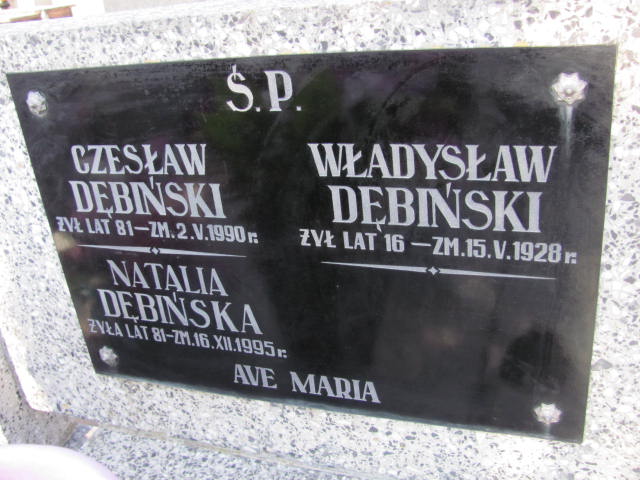 Ś.P.
CZESŁAW
DĘBIŃSKI
ŻYŁ LAT 81 – ZM. 2. V. 1990 r.
NATALIA
DĘBIŃSKA
ŻYŁA LAT 81 – ZM. 16. XII. 1995 r.
WŁADYSŁAW
DĘBIŃSKI
ŻYŁ LAT 16 – ZM. 15. V. 1928 r.
AVE MARIA